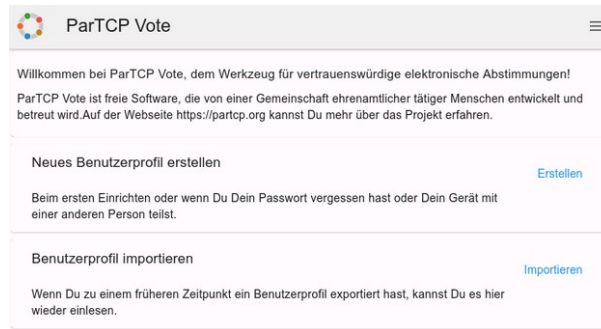 ParTCP Vote
Willkommen bei ParTCP Vote, dem Werkzeug für vertrauenswürdige elektronische Abstimmungen!
ParTCP Vote ist freie Software, die von einer Gemeinschaft ehrenamtlicher tätiger Menschen entwickelt und
betreut wird.Auf der Webseite https://partcp.org kannst Du mehr über das Projekt erfahren.
Neues Benutzerprofil erstellen
Erstellen
Beim ersten Einrichten oder wenn Du Dein Passwort vergessen hast oder Dein Gerät mit
einer anderen Person teilst.
Benutzerprofil importieren
Importieren
Wenn Du zu einem früheren Zeitpunkt ein Benutzerprofil exportiert hast, kannst Du es hier
wieder einlesen.